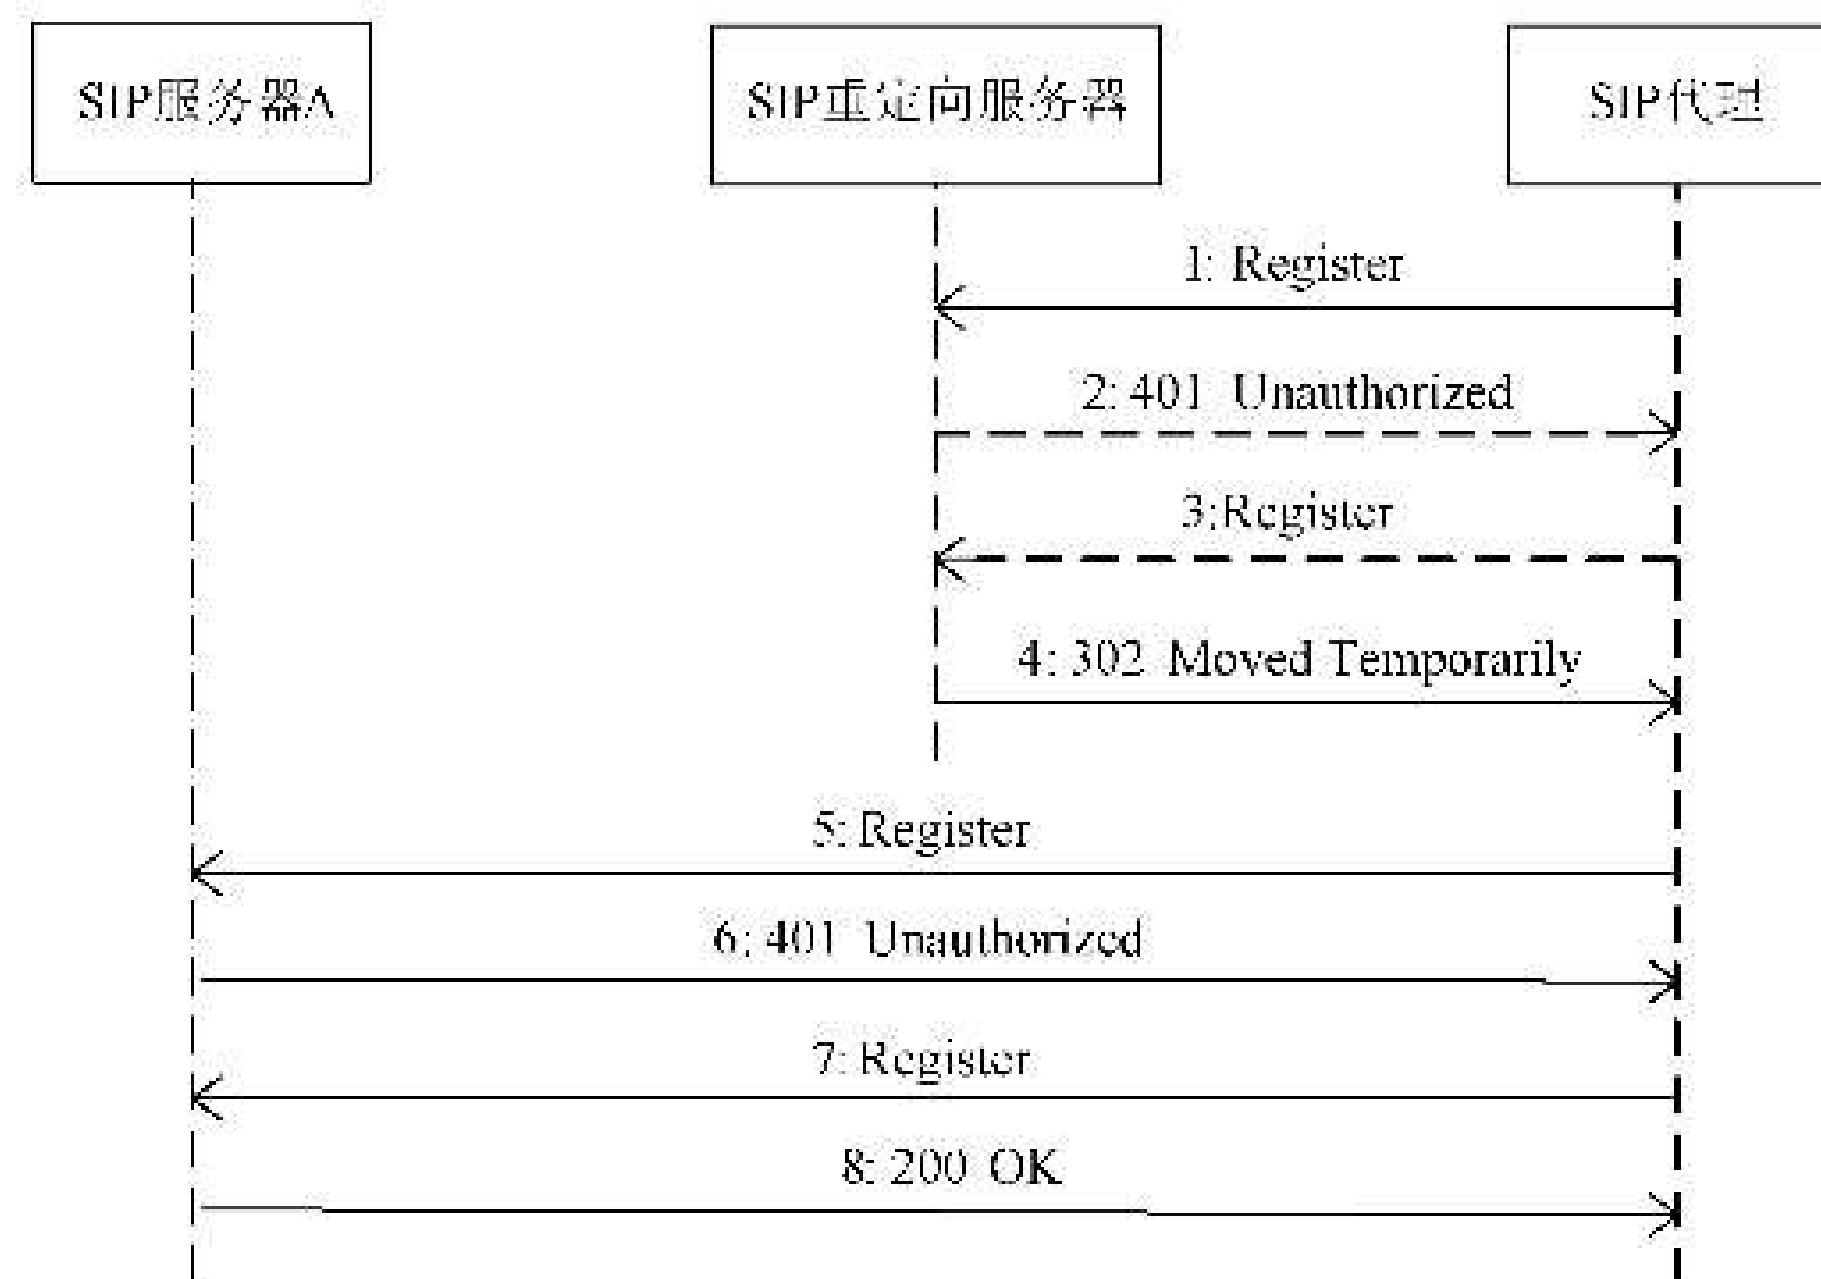 SIP服务器A
SIP重定向服务器
SIP代理
1: Register
2: 401 Unauthorized
3:Register
4: 302 Moved Temporarily
5: Register
6: 401 Unauthorized
7: Register
8: 200 OK